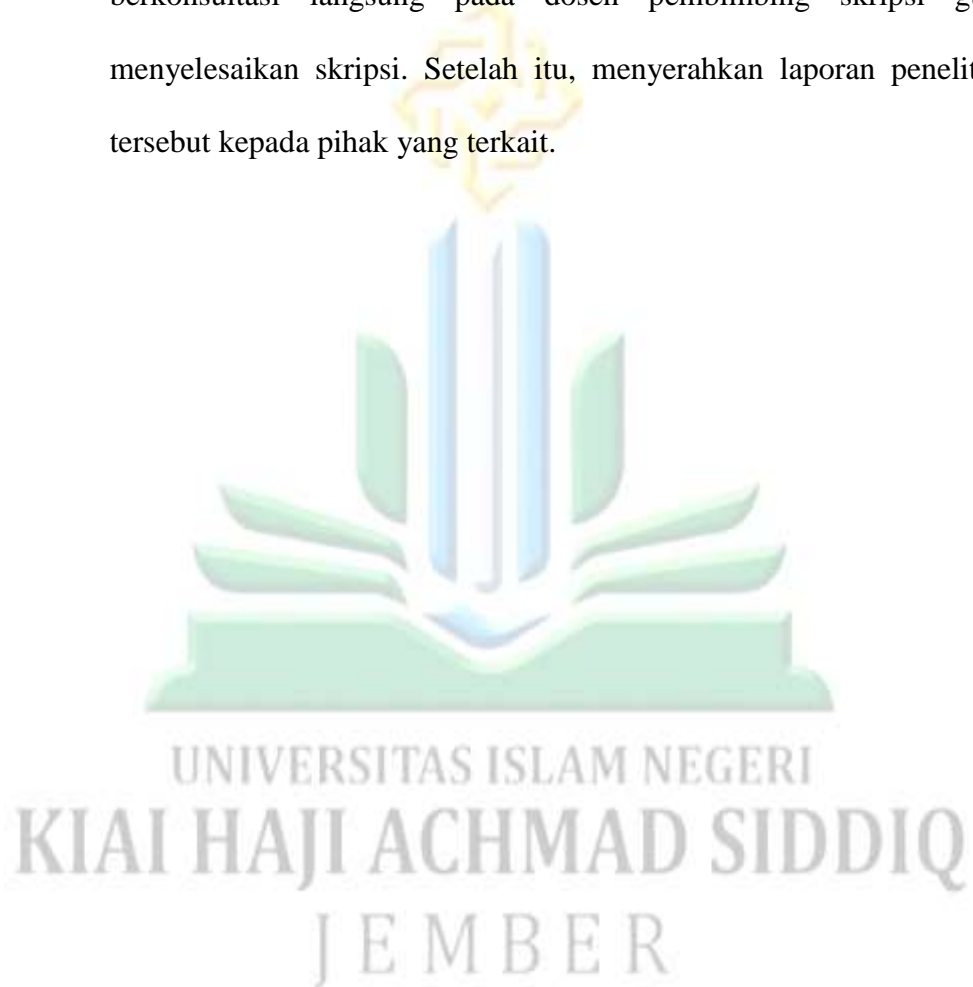 berkonsultasi langsung pada dosen pembimbing skripsi
menyelesaikan skripsi. Setelah itu, menyerahkan laporan
tersebut kepada pihak yang terkait.
UNIVERSITAS ISLAM NEGERI
KIAI HAJI ACHMAD SIDDIQ
JEMBER